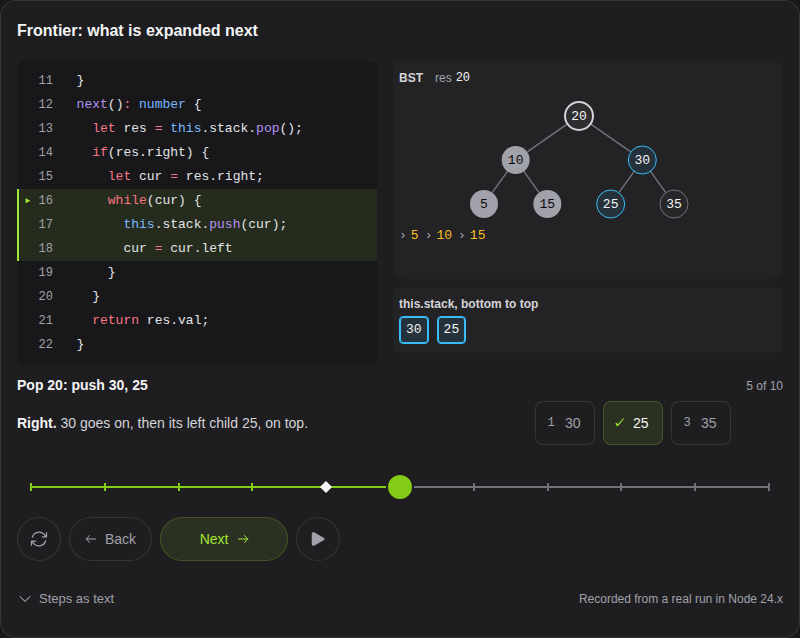 Frontier: what is expanded next
11 }
12 next(): number {
13 let res = this.stack.pop();
14 if(res.right) {
15 let cur = res.right;
▸ 16 while(cur) {
17 this.stack.push(cur);
18 cur = cur.left
19 }
20 }
21 return res.val;
22 }
BST res 20
20
10 30
5 15 25 35
› 5 › 10 › 15
this.stack, bottom to top
30 25
Pop 20: push 30, 25
5 of 10
Right. 30 goes on, then its left child 25, on top.
1 30 ✓ 25 3 35
← Back Next →
Steps as text
Recorded from a real run in Node 24.x